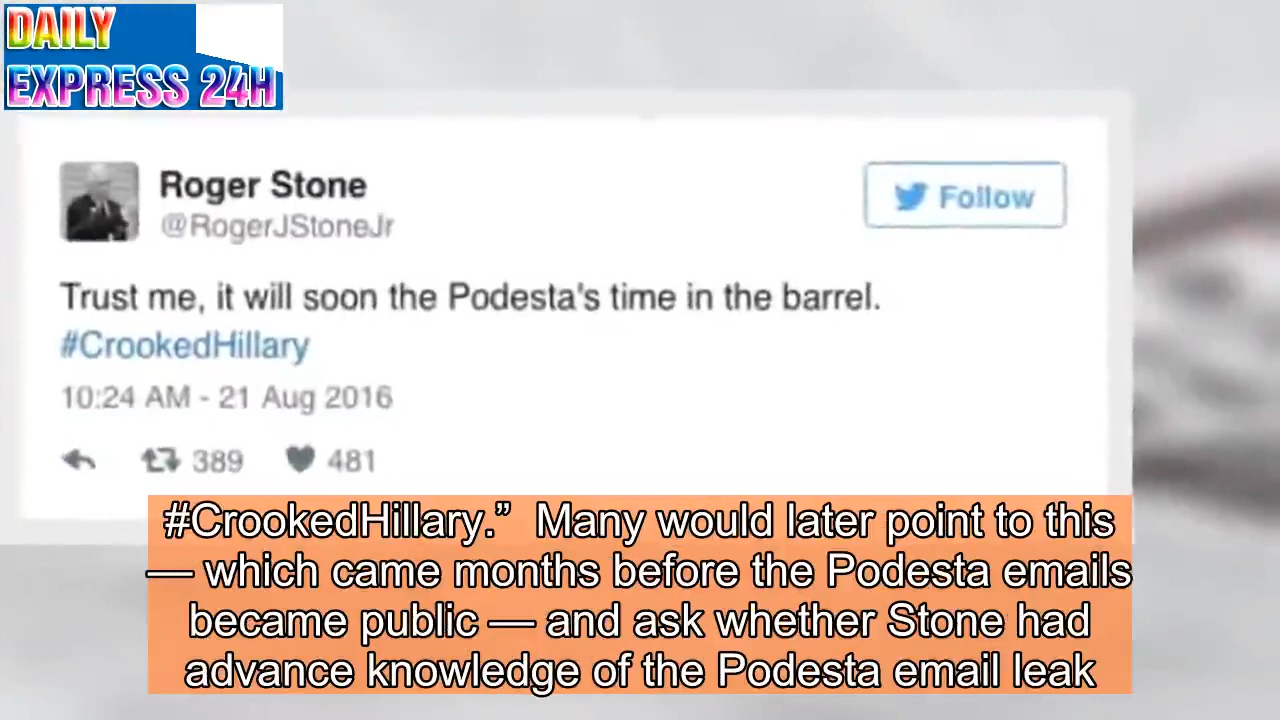 DAILY
EXPRESS 24H
Roger Stone
@RogerJStoneJr
Follow
Trust me, it will soon the Podesta's time in the barrel.
#CrookedHillary
10:24 AM - 21 Aug 2016
389 481
#CrookedHillary.”  Many would later point to this
— which came months before the Podesta emails
became public — and ask whether Stone had
advance knowledge of the Podesta email leak